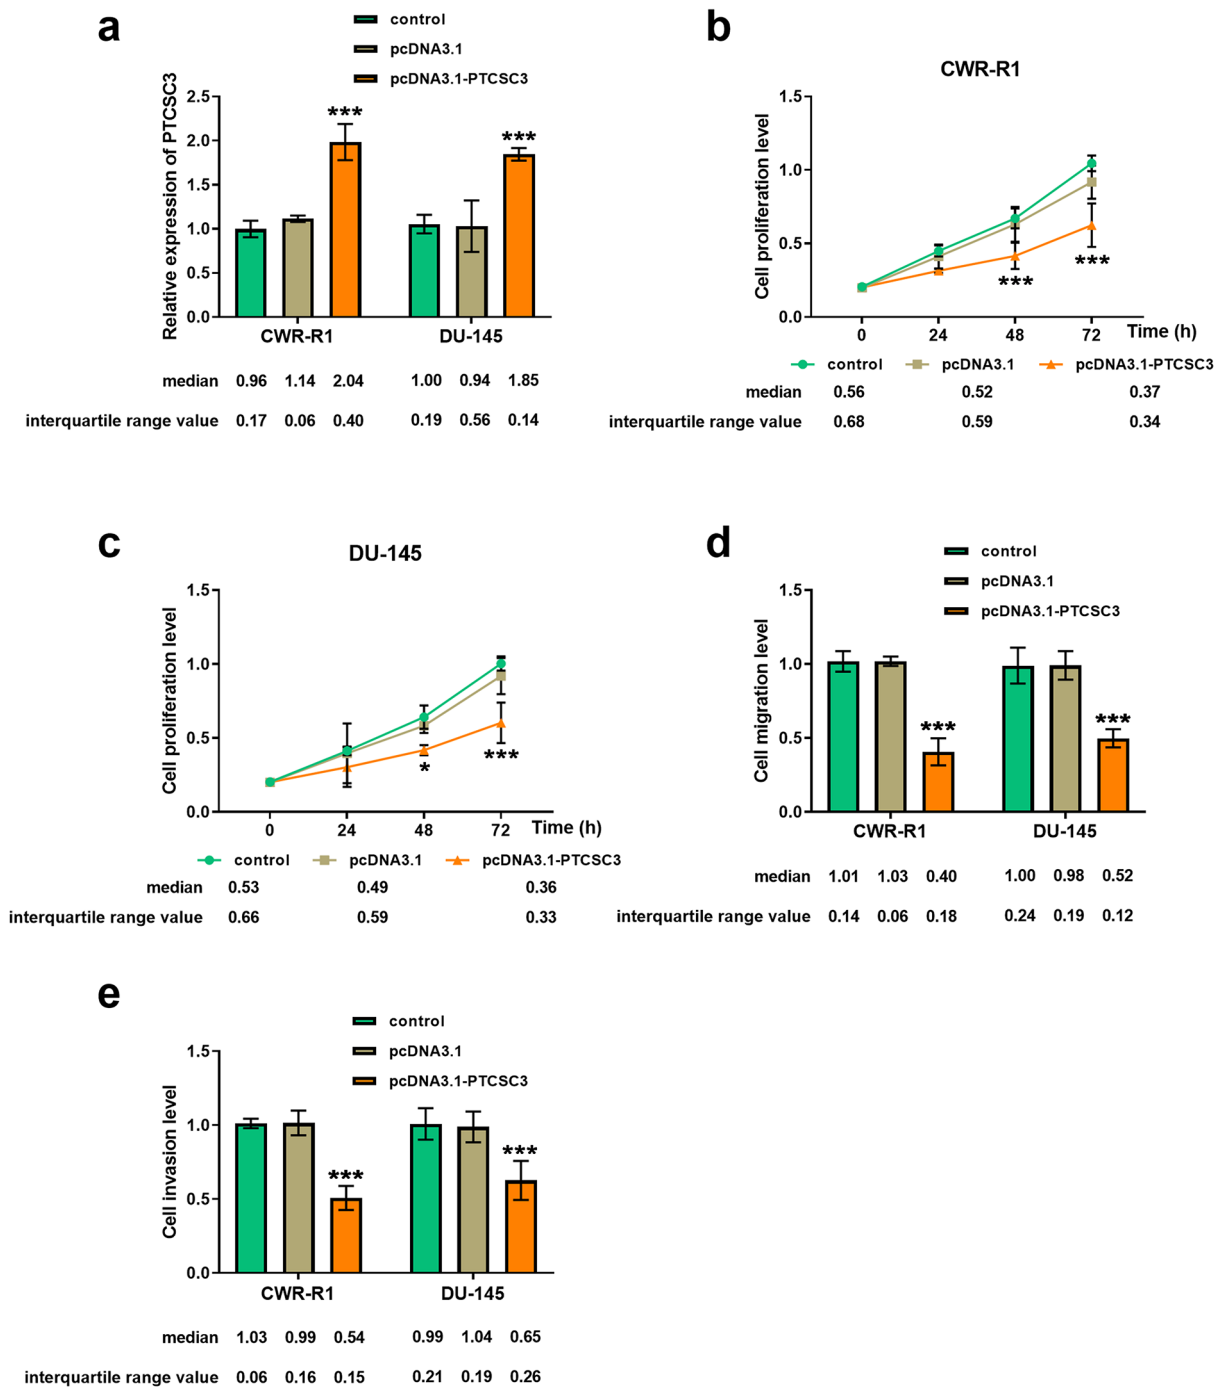 a
control
pcDNA3.1
pcDNA3.1-PTCSC3
Relative expression of PTCSC3
2.5
2.0
1.5
1.0
0.5
0.0
***
***
CWR-R1 DU-145
median 0.96 1.14 2.04 1.00 0.94 1.85
interquartile range value 0.17 0.06 0.40 0.19 0.56 0.14
b
CWR-R1
Cell proliferation level
1.5
1.0
0.5
0.0
***
***
0 24 48 72 Time (h)
control pcDNA3.1 pcDNA3.1-PTCSC3
median 0.56 0.52 0.37
interquartile range value 0.68 0.59 0.34
c
DU-145
Cell proliferation level
1.5
1.0
0.5
0.0
*
***
0 24 48 72 Time (h)
control pcDNA3.1 pcDNA3.1-PTCSC3
median 0.53 0.49 0.36
interquartile range value 0.66 0.59 0.33
d
control
pcDNA3.1
pcDNA3.1-PTCSC3
Cell migration level
1.5
1.0
0.5
0.0
***
***
CWR-R1 DU-145
median 1.01 1.03 0.40 1.00 0.98 0.52
interquartile range value 0.14 0.06 0.18 0.24 0.19 0.12
e
control
pcDNA3.1
pcDNA3.1-PTCSC3
Cell invasion level
1.5
1.0
0.5
0.0
***
***
CWR-R1 DU-145
median 1.03 0.99 0.54 0.99 1.04 0.65
interquartile range value 0.06 0.16 0.15 0.21 0.19 0.26